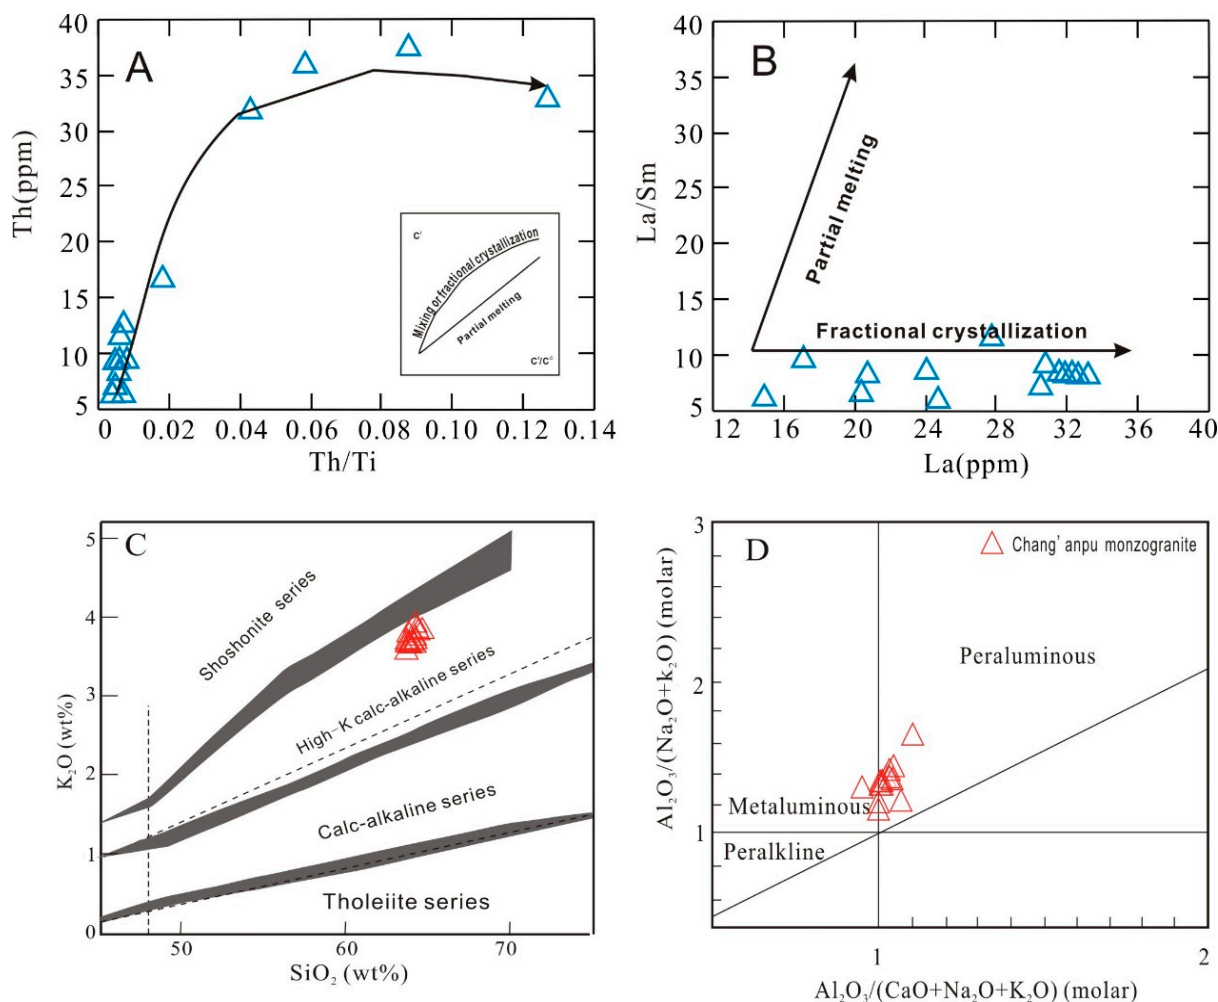 A
Th(ppm)
40
35
30
25
20
15
10
5
0
0.02
0.04
0.06
0.08
0.10
0.12
0.14
Th/Ti
Cᴵ
Mixing or fractional crystallization
Partial melting
B
La/Sm
40
35
30
25
20
15
10
5
Partial melting
Fractional crystallization
12
16
20
24
28
32
36
40
La(ppm)
C
K₂O (wt%)
5
4
3
2
1
0
Shoshonite series
High-K calc-alkaline series
Calc-alkaline series
Tholeiite series
50
60
70
SiO₂ (wt%)
D
Al₂O₃/(Na₂O+k₂O) (molar)
3
2
1
Chang' anpu monzogranite
Peraluminous
Metaluminous
Peralkline
1
2
Al₂O₃/(CaO+Na₂O+K₂O) (molar)